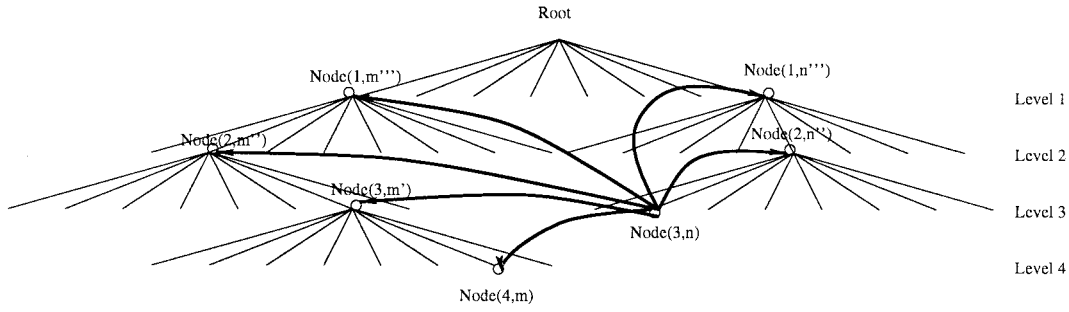 Root
Node(1,m''')
Node(1,n''')
Level 1
Node(2,m'')
Node(2,n'')
Level 2
Node(3,m')
Level 3
Node(3,n)
Level 4
Node(4,m)